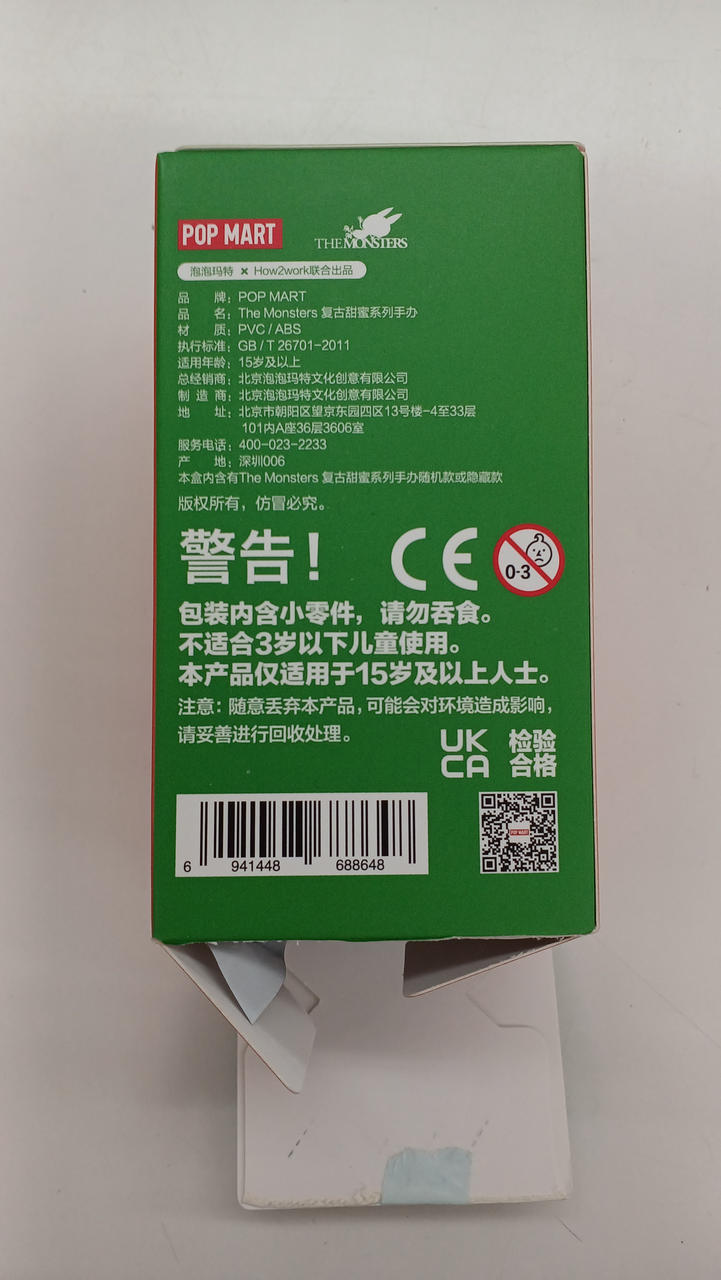 POP MART
THE MONSTERS
泡泡玛特 × How2work联合出品
品 牌：POP MART
品 名：The Monsters 复古甜蜜系列手办
材 质：PVC / ABS
执行标准：GB / T 26701-2011
适用年龄：15岁及以上
总经销商：北京泡泡玛特文化创意有限公司
制 造 商：北京泡泡玛特文化创意有限公司
地 址：北京市朝阳区望京东园四区13号楼-4至33层
101内A座36层3606室
服务电话：400-023-2233
产 地：深圳006
本盒内含有The Monsters 复古甜蜜系列手办随机款或隐藏款
版权所有，仿冒必究。
警告！ CE 0-3
包装内含小零件，请勿吞食。
不适合3岁以下儿童使用。
本产品仅适用于15岁及以上人士。
注意：随意丢弃本产品，可能会对环境造成影响，
请妥善进行回收处理。
UK 检验
CA 合格
POP MART
6 941448 688648